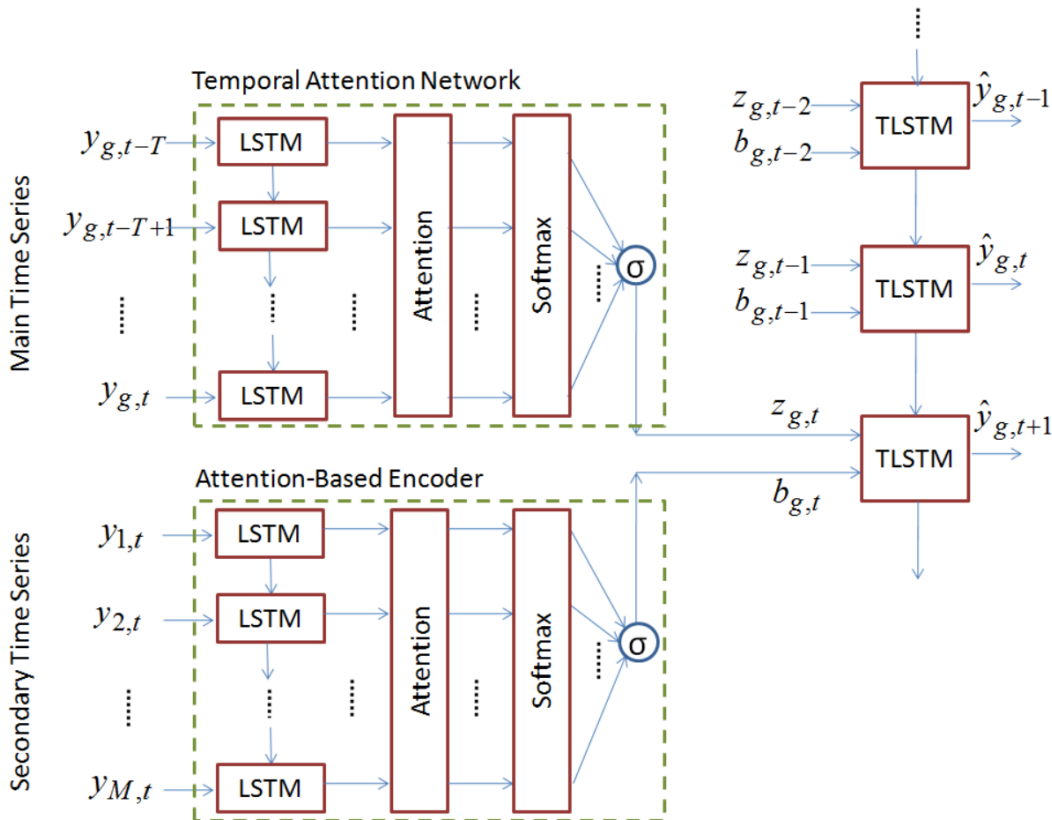 Main Time Series
Temporal Attention Network
y_{g,t-T}
LSTM
y_{g,t-T+1}
LSTM
y_{g,t}
LSTM
Attention
Softmax
σ
Secondary Time Series
Attention-Based Encoder
y_{1,t}
LSTM
y_{2,t}
LSTM
y_{M,t}
LSTM
Attention
Softmax
σ
z_{g,t-2}
b_{g,t-2}
TLSTM
ŷ_{g,t-1}
z_{g,t-1}
b_{g,t-1}
TLSTM
ŷ_{g,t}
z_{g,t}
b_{g,t}
TLSTM
ŷ_{g,t+1}